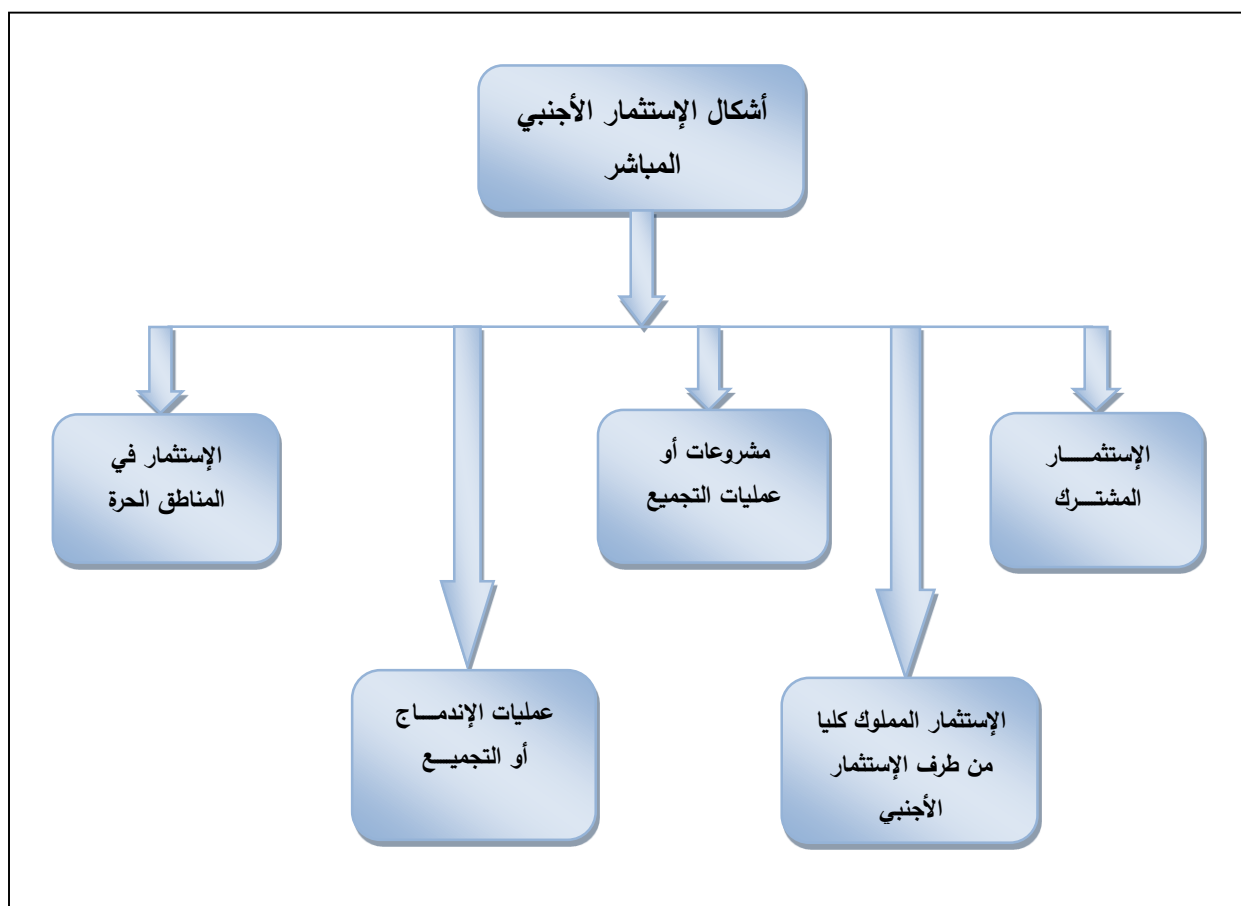 أشكال الإستثمار الأجنبي
المباشر
الإستثمـــــار
المشتـــرك
مشروعات أو
عمليات التجميع
الإستثمار في
المناطق الحرة
الإستثمار المملوك كليا
من طرف الإستثمار
الأجنبي
عمليات الإندمـــاج
أو التجميـــع